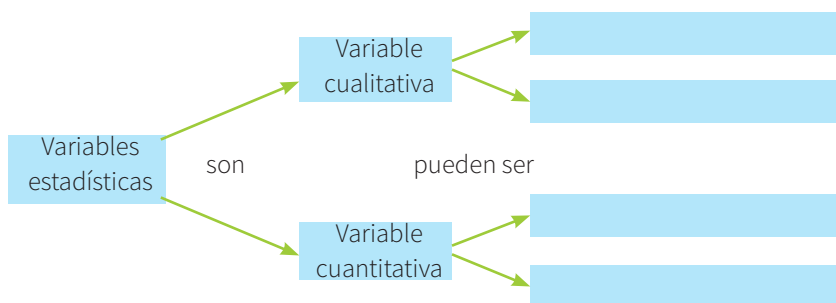 Variable
cualitativa
Variables
estadísticas
son
pueden ser
Variable
cuantitativa